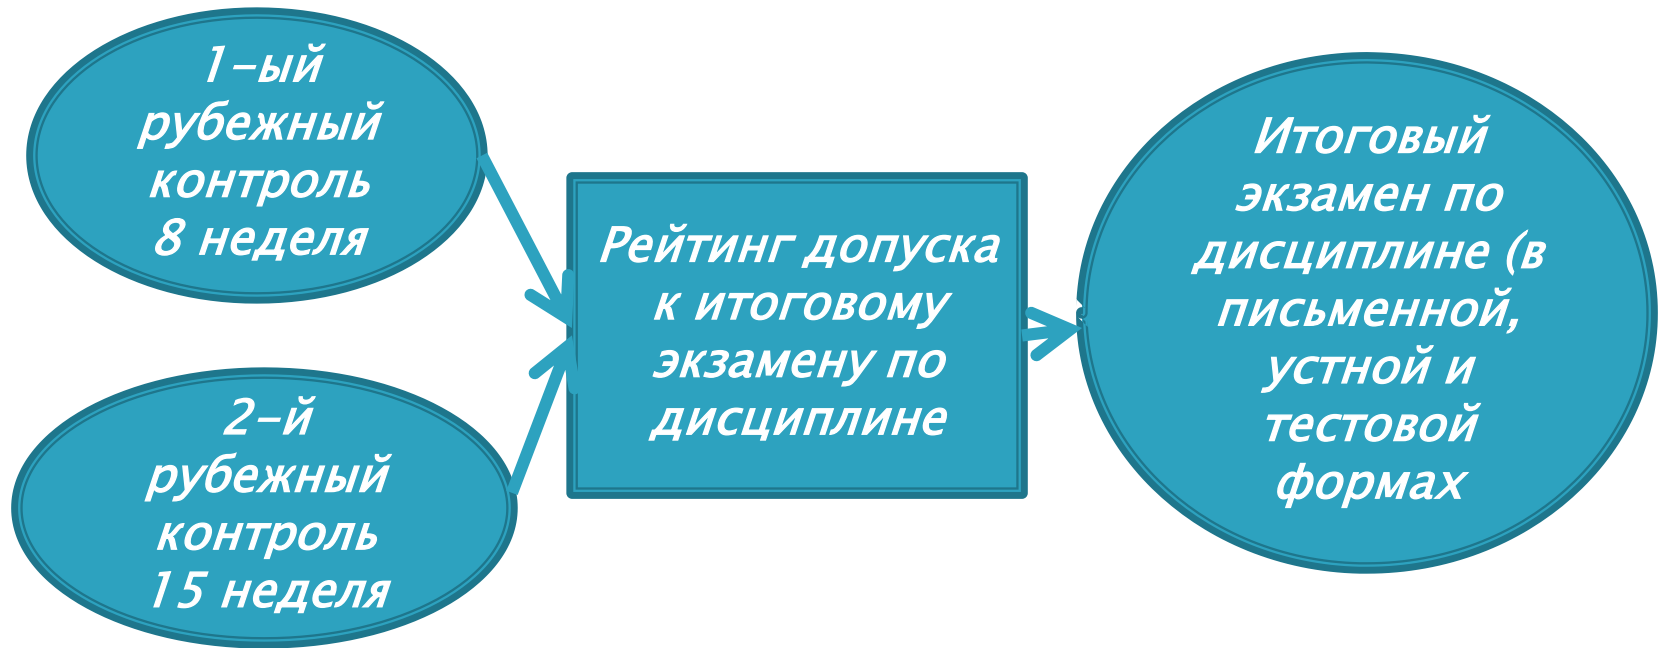 1-ый
рубежный
контроль
8 неделя
2-й
рубежный
контроль
15 неделя
Рейтинг допуска
к итоговому
экзамену по
дисциплине
Итоговый
экзамен по
дисциплине (в
письменной,
устной и
тестовой
формах